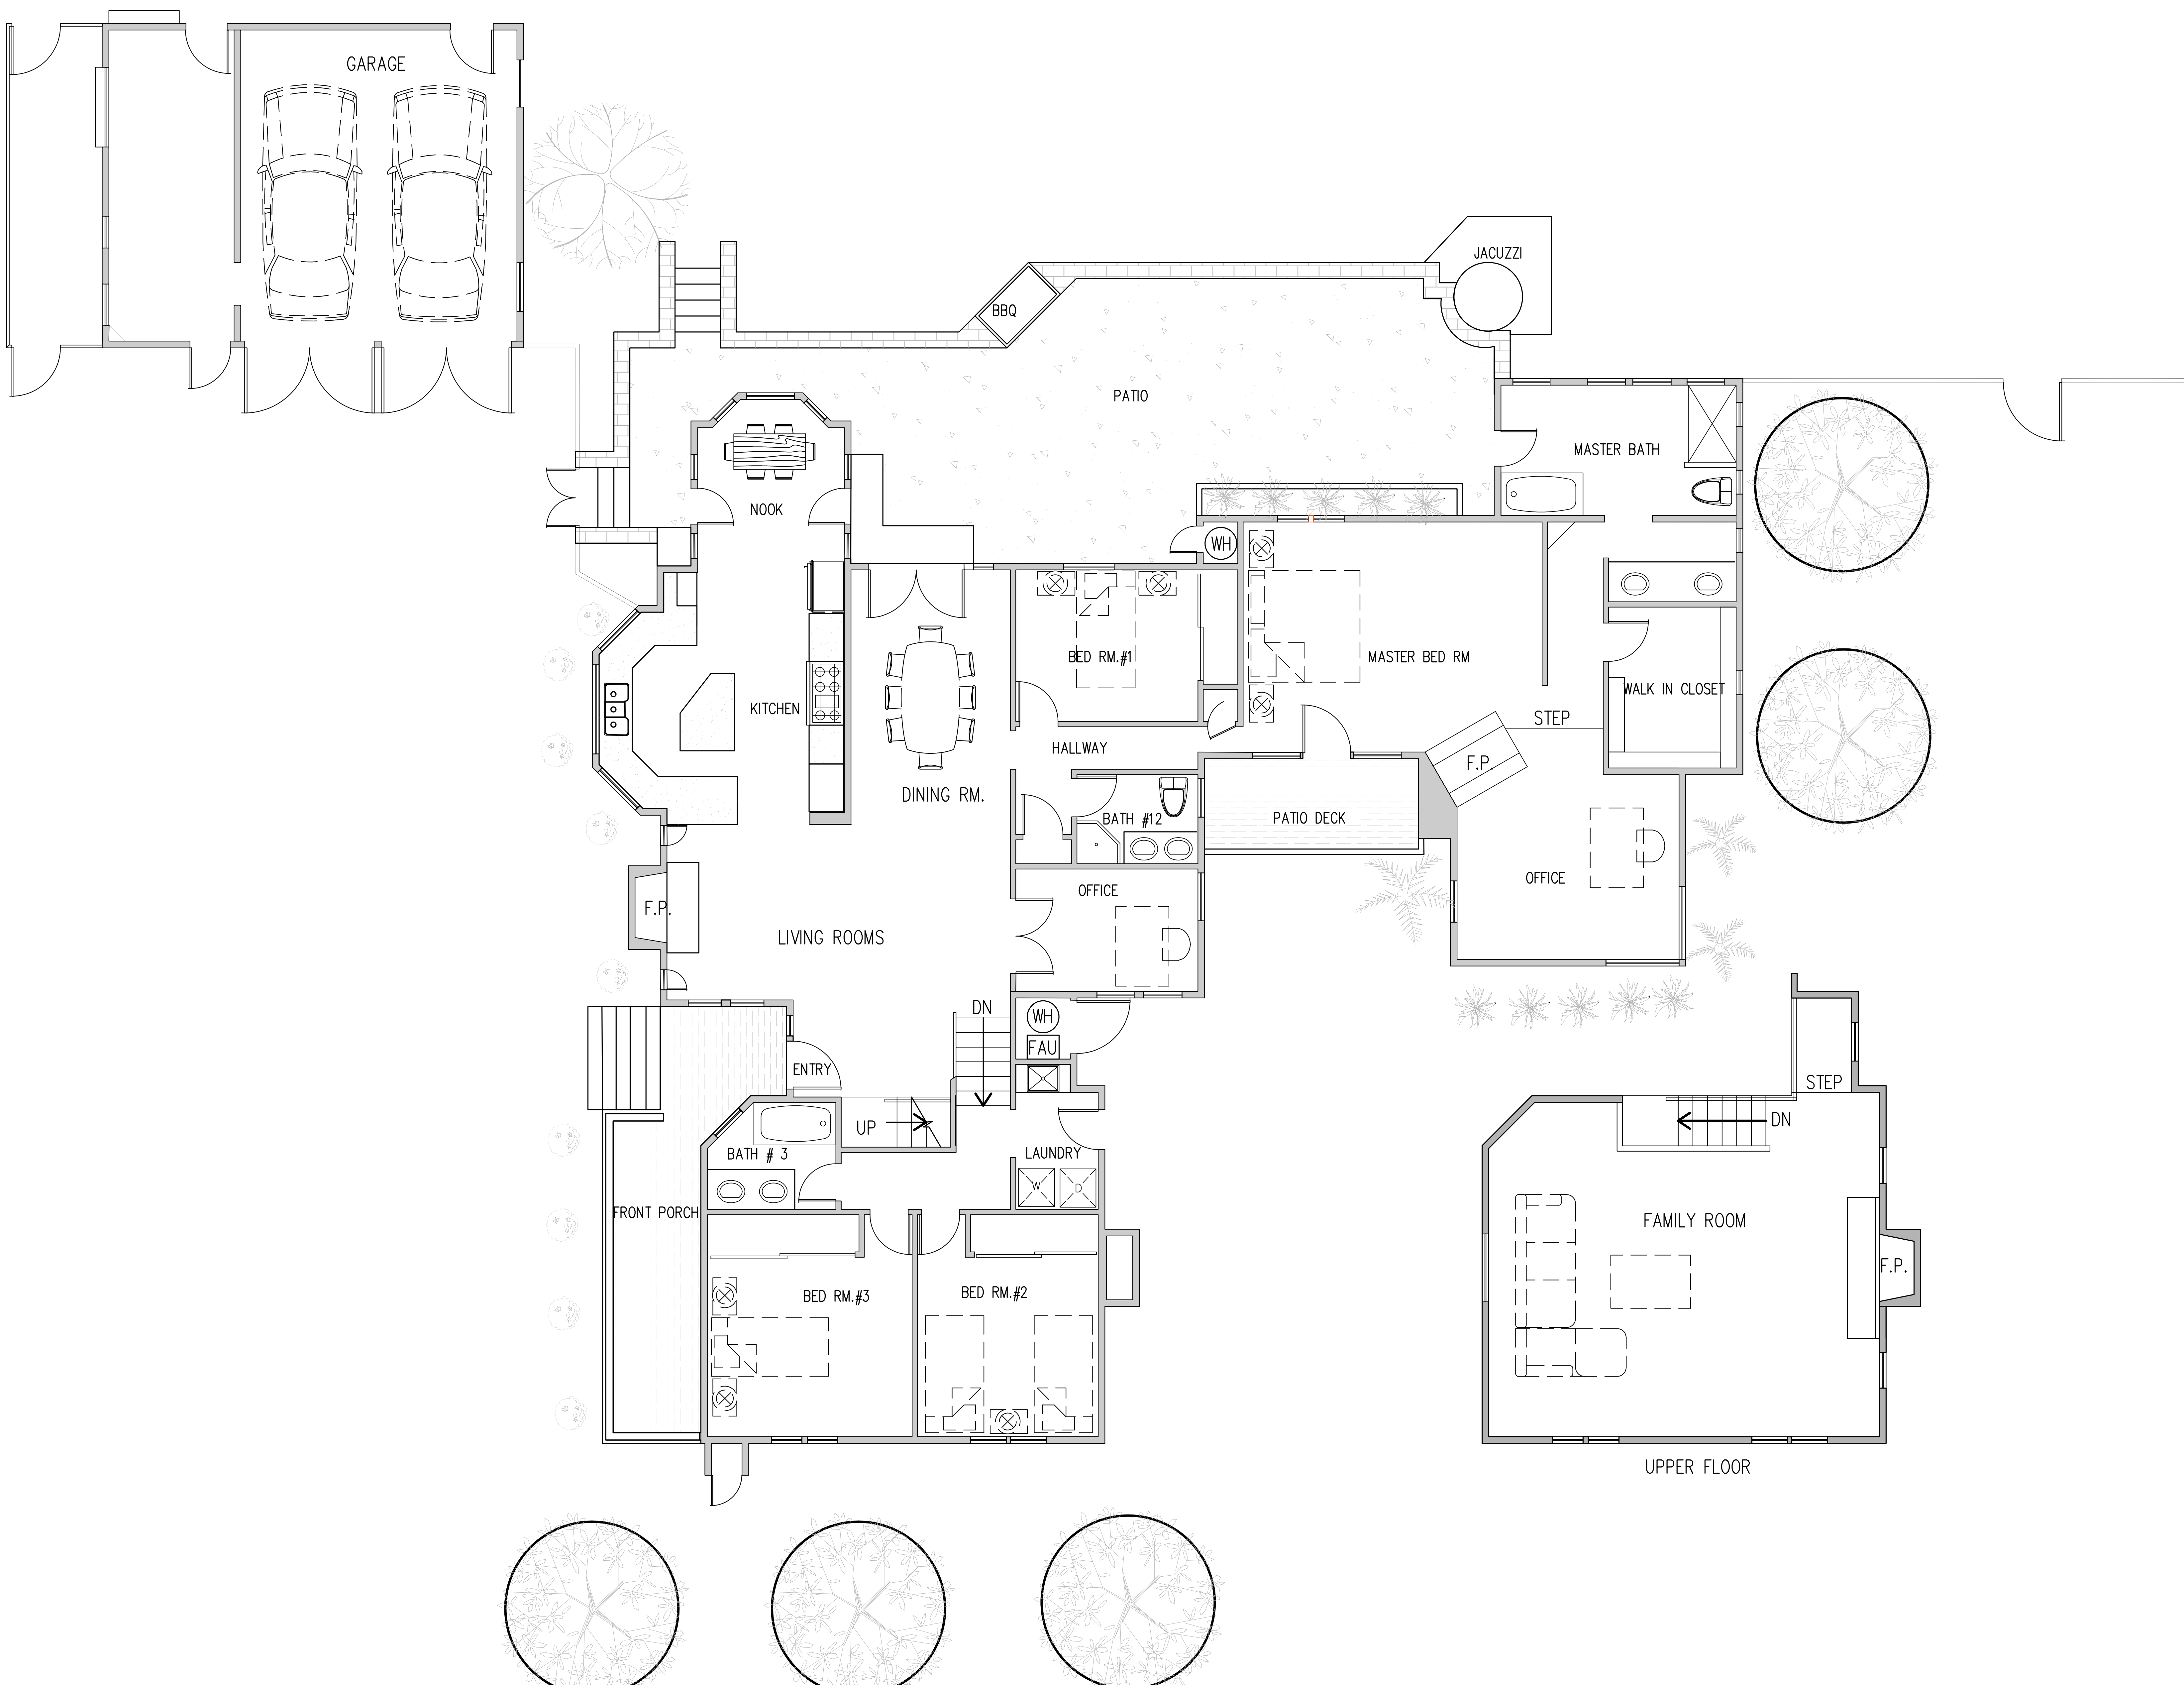 GARAGE
JACUZZI
BBQ
PATIO
MASTER BATH
NOOK
WH
BED RM.#1
MASTER BED RM
WALK IN CLOSET
KITCHEN
STEP
HALLWAY
F.P.
DINING RM.
BATH #12
PATIO DECK
OFFICE
OFFICE
F.P.
LIVING ROOMS
DN
WH
FAU
ENTRY
STEP
UP
DN
BATH # 3
LAUNDRY
W
D
FRONT PORCH
FAMILY ROOM
F.P.
BED RM.#3
BED RM.#2
UPPER FLOOR